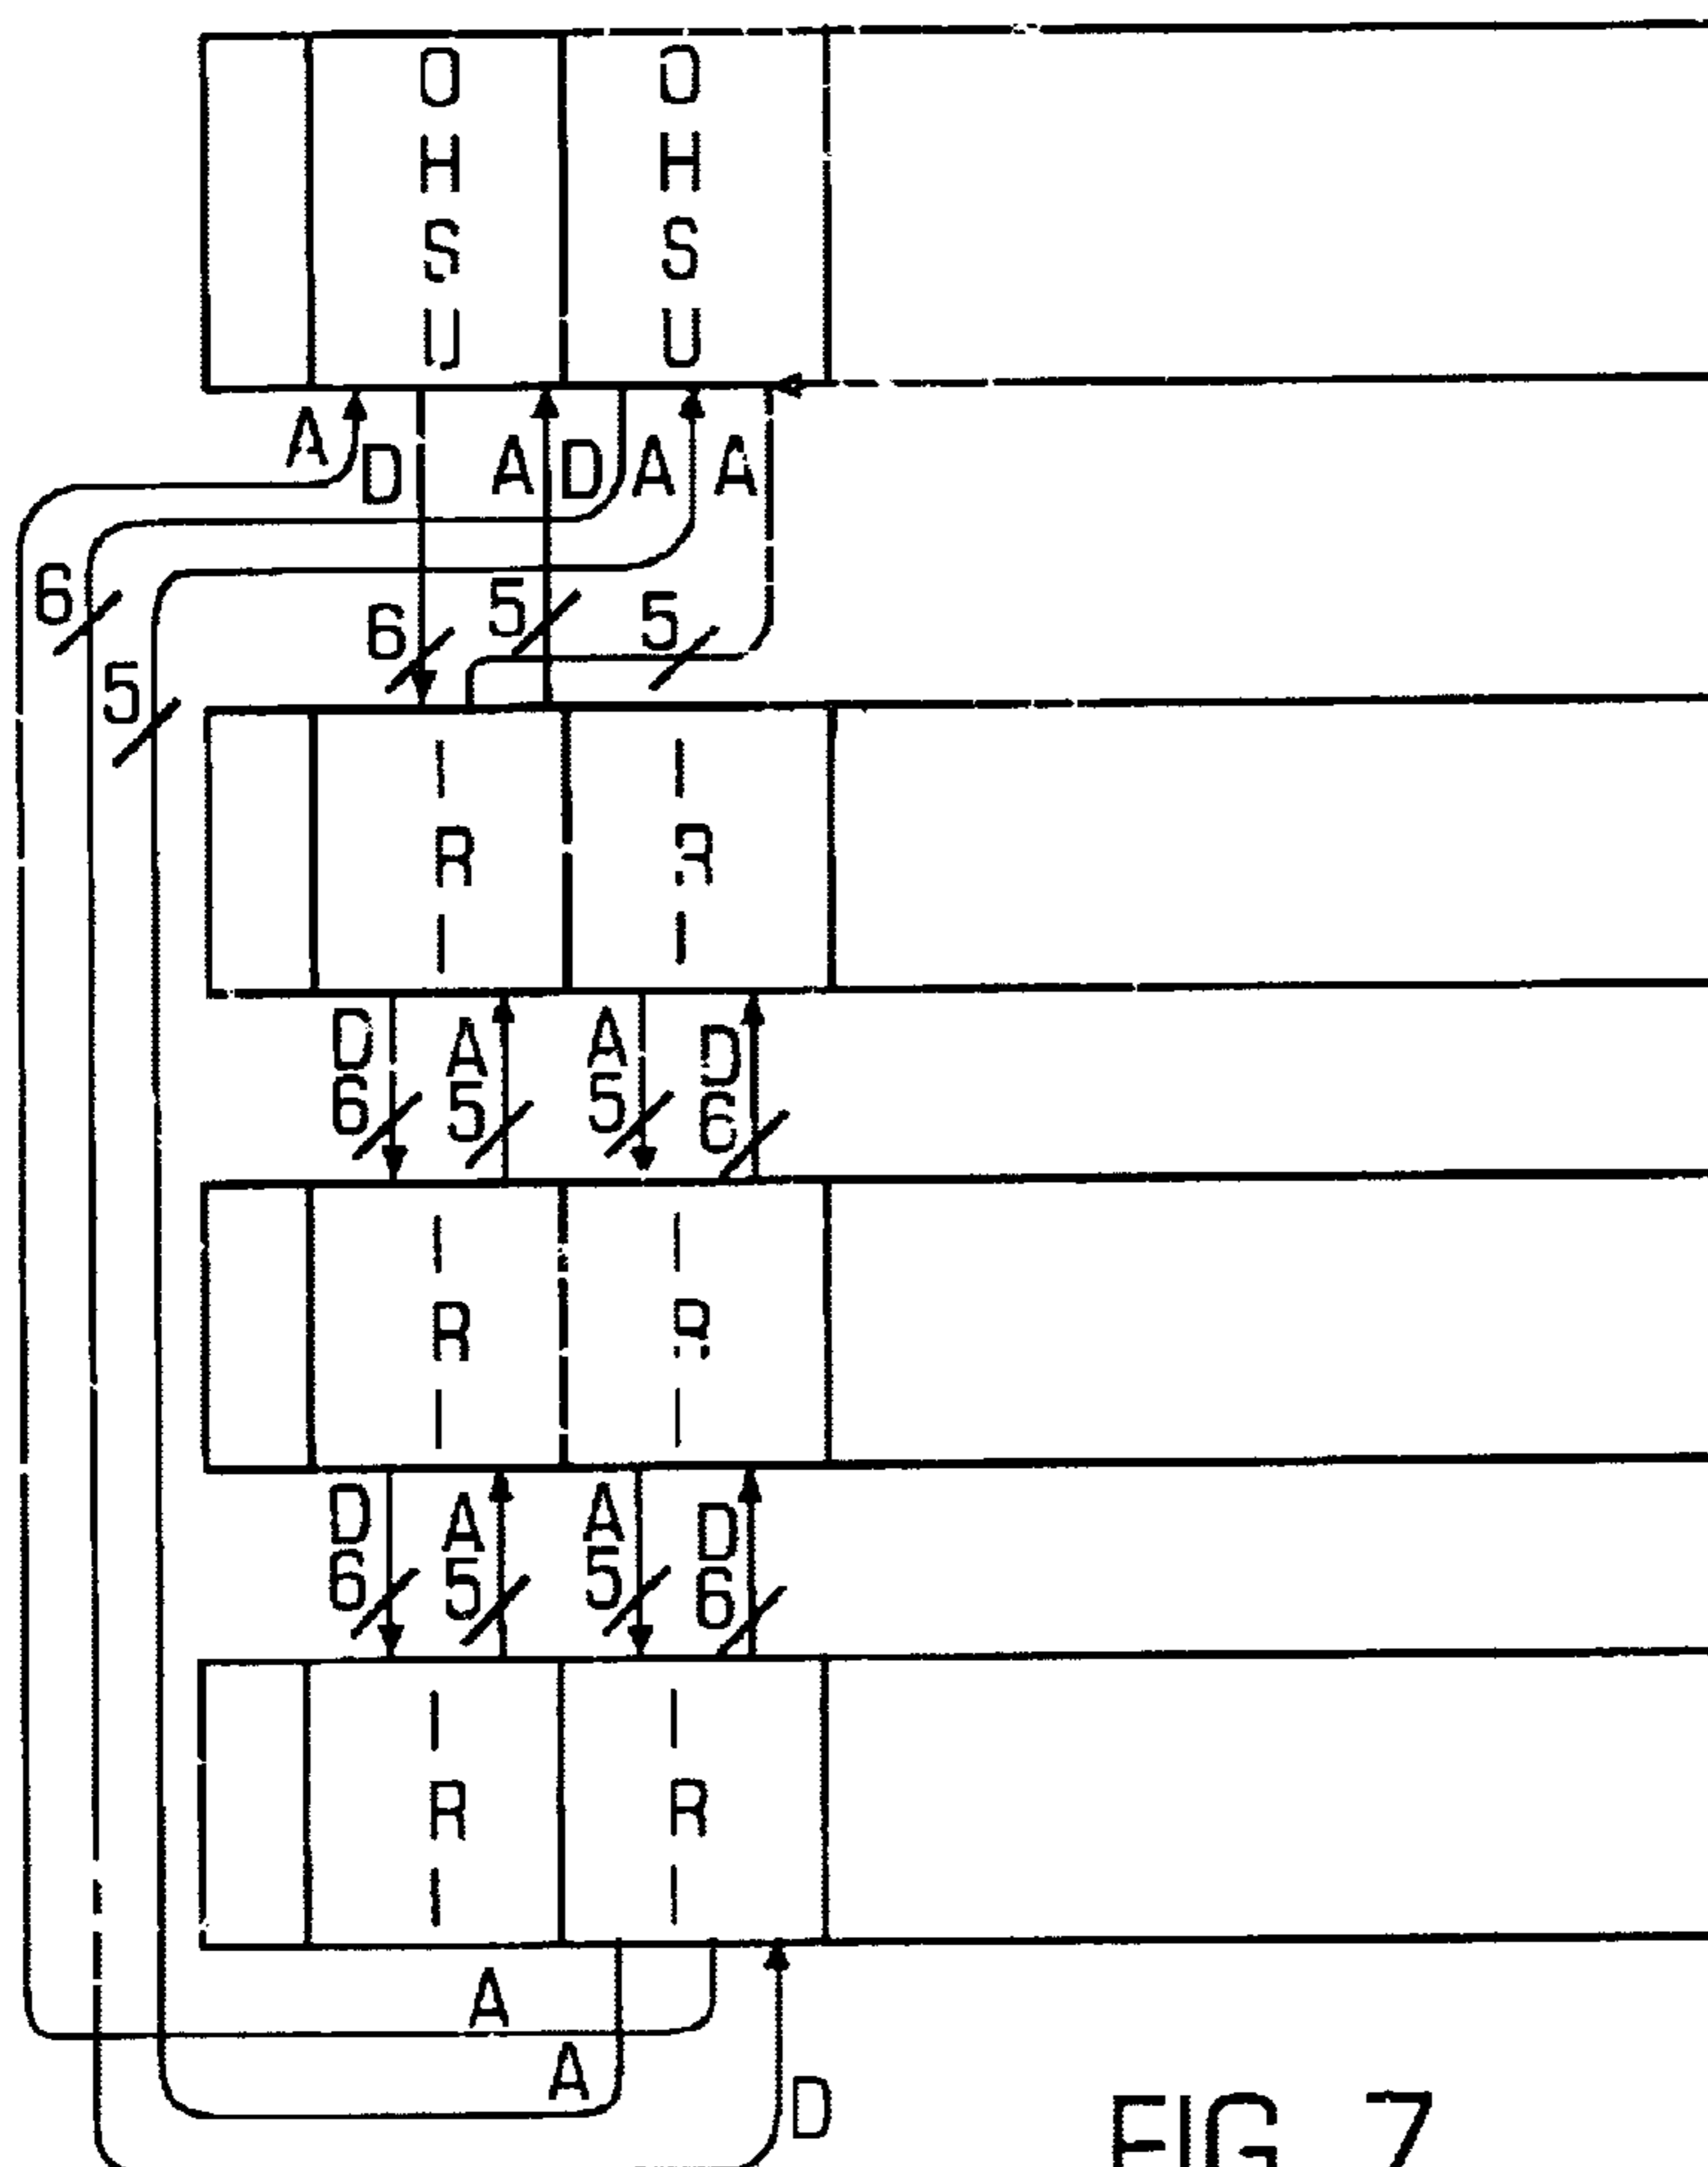 OHSU OHSU
A D A D A A
6 6 5 5
5
IRI IRI
D A A D
6 5 5 6
IRI IRI
D A A D
6 5 5 6
IRI IRI
A
A
D
FIG. 7